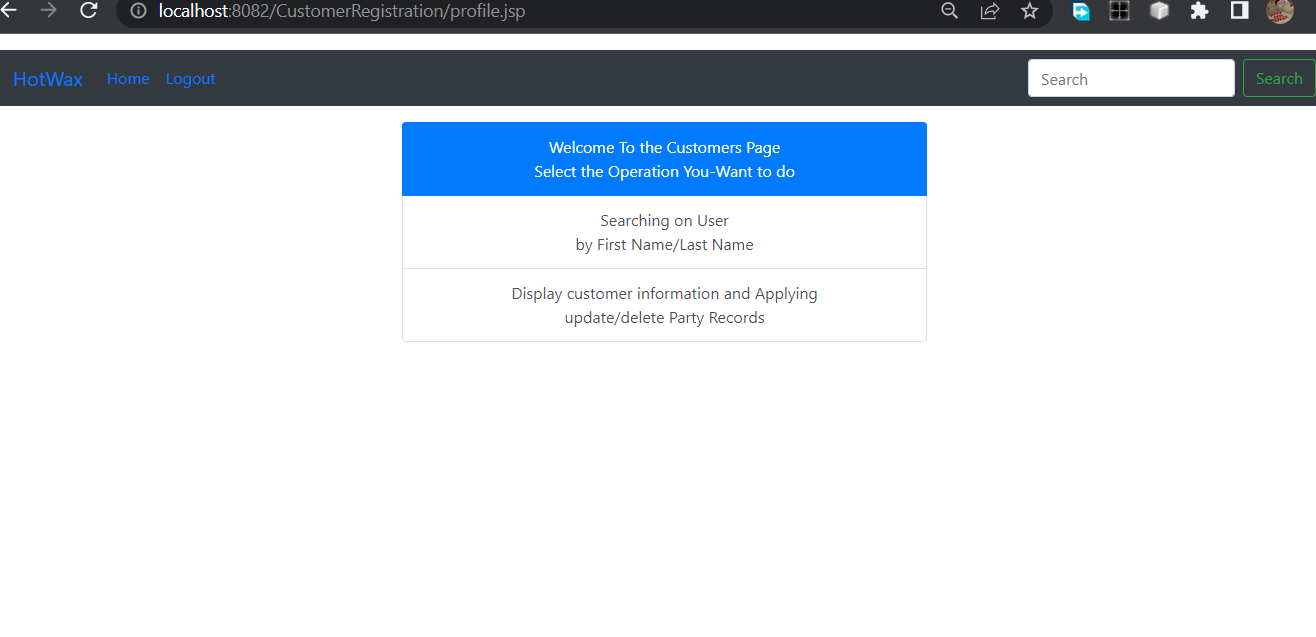 localhost:8082/CustomerRegistration/profile.jsp
HotWax Home Logout Search Search
Welcome To the Customers Page
Select the Operation You-Want to do
Searching on User
by First Name/Last Name
Display customer information and Applying
update/delete Party Records